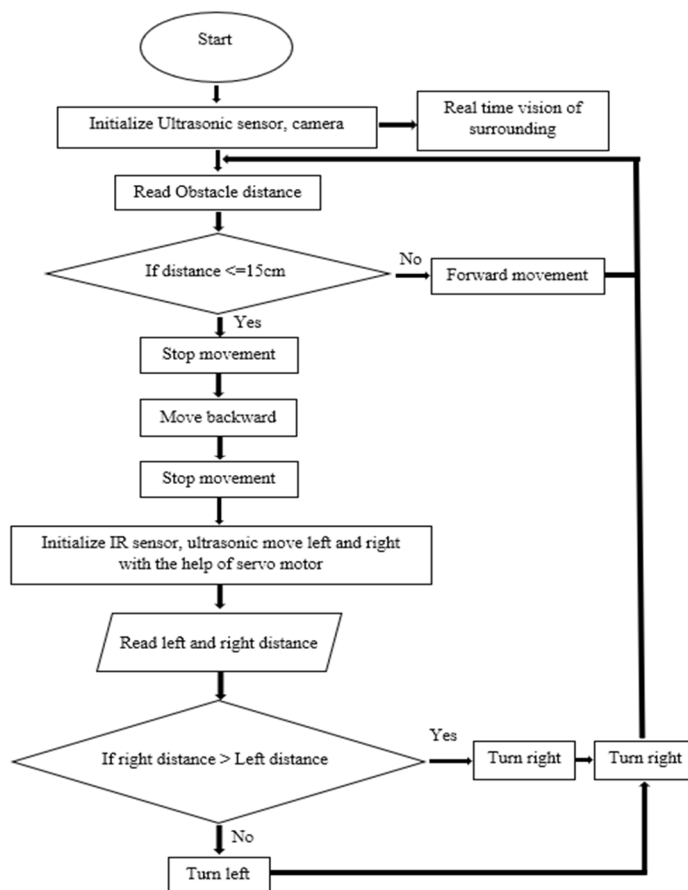 Start
Initialize Ultrasonic sensor, camera
Real time vision of
surrounding
Read Obstacle distance
If distance <=15cm
No
Forward movement
Yes
Stop movement
Move backward
Stop movement
Initialize IR sensor, ultrasonic move left and right
with the help of servo motor
Read left and right distance
If right distance > Left distance
Yes
Turn right
Turn right
No
Turn left